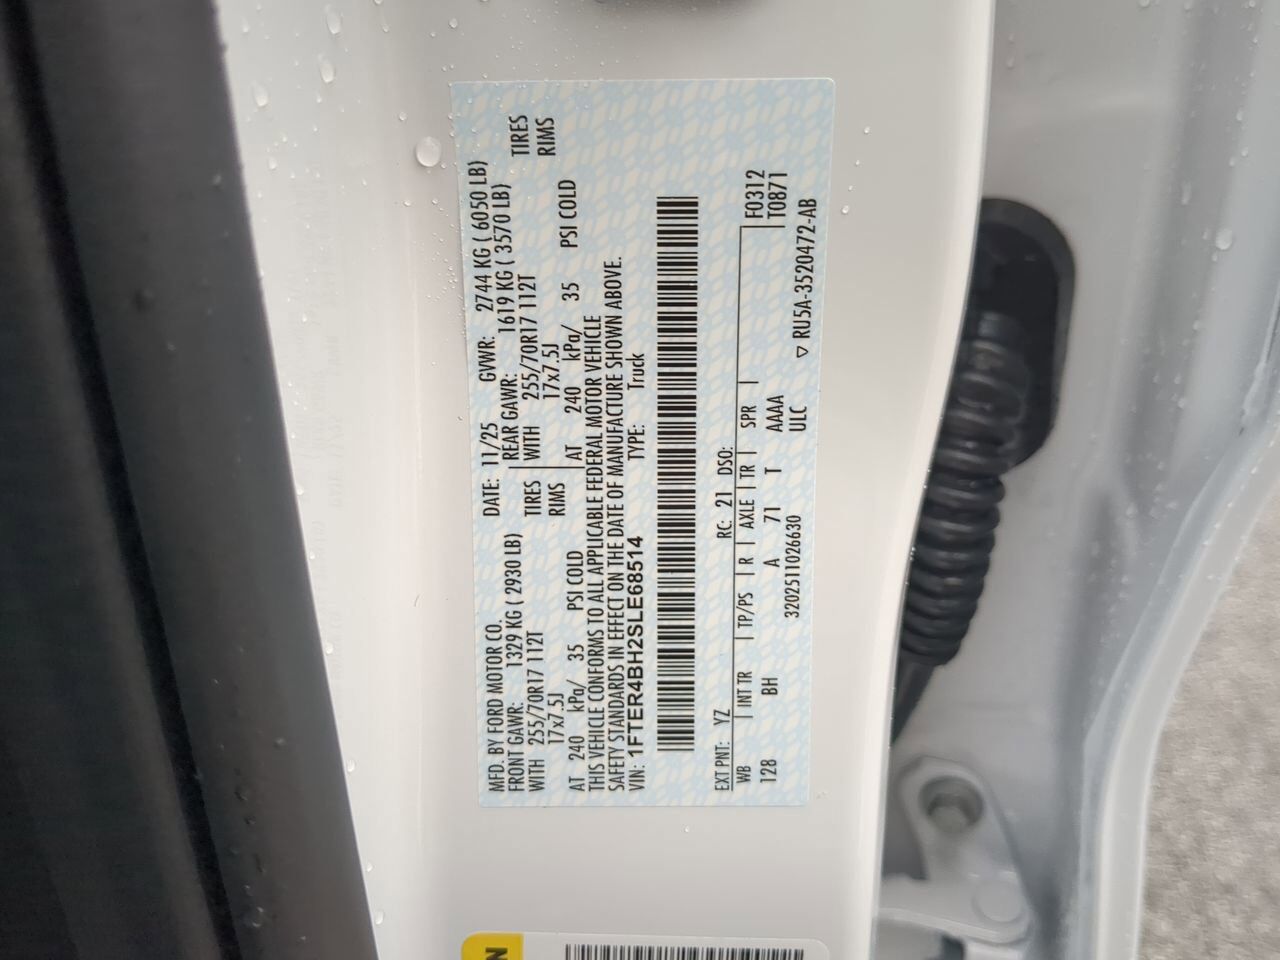 MFD. BY FORD MOTOR CO. DATE: 11/25 GVWR: 2744 KG ( 6050 LB)
FRONT GAWR: 1329 KG ( 2930 LB) REAR GAWR: 1619 KG ( 3570 LB)
WITH 255/70R17 112T TIRES WITH 255/70R17 112T TIRES
17x7.5J RIMS 17x7.5J RIMS
AT 240 kPa/ 35 PSI COLD AT 240 kPa/ 35 PSI COLD
THIS VEHICLE CONFORMS TO ALL APPLICABLE FEDERAL MOTOR VEHICLE
SAFETY STANDARDS IN EFFECT ON THE DATE OF MANUFACTURE SHOWN ABOVE.
VIN: 1FTER4BH2SLE68514 TYPE: Truck
EXT PNT: YZ RC: 21 DSO: F0312
WB INT TR TP/PS R AXLE TR SPR T0871
128 BH A 71 T AAAA
3202511026630 ULC ▽ RU5A-3520472-AB
N